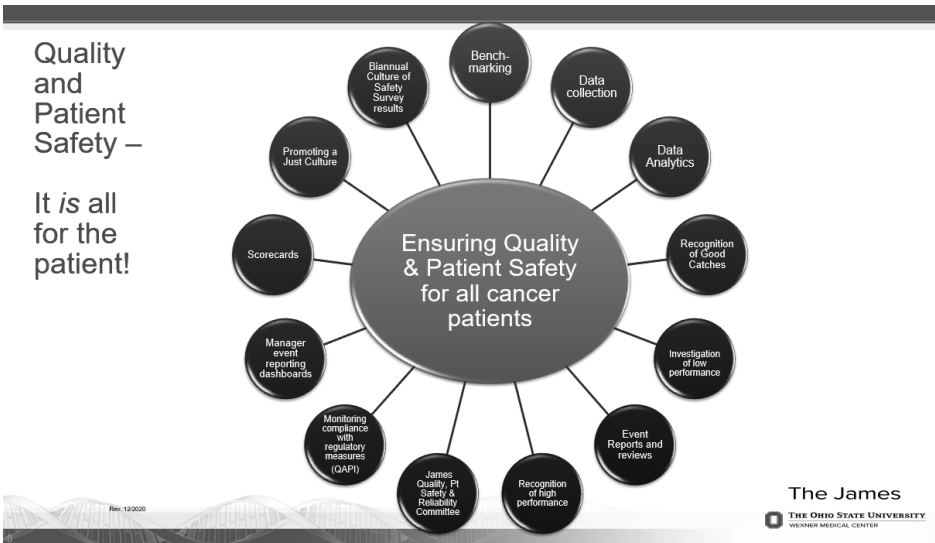 Quality
and
Patient
Safety –
It is all
for the
patient!
Ensuring Quality
& Patient Safety
for all cancer
patients
Bench-
marking
Data
collection
Data
Analytics
Recognition
of Good
Catches
Investigation
of low
performance
Event
Reports and
reviews
Recognition
of high
performance
James
Quality, Pt
Safety &
Reliability
Committee
Monitoring
compliance
with
regulatory
measures
(QAPI)
Manager
event
reporting
dashboards
Scorecards
Promoting a
Just Culture
Biannual
Culture of
Safety
Survey
results
Rev. 12/2020
The James
THE OHIO STATE UNIVERSITY
WEXNER MEDICAL CENTER